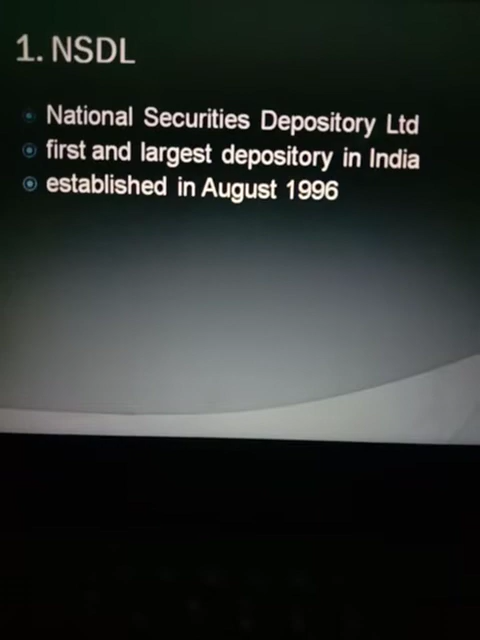 1. NSDL
National Securities Depository Ltd
first and largest depository in India
established in August 1996